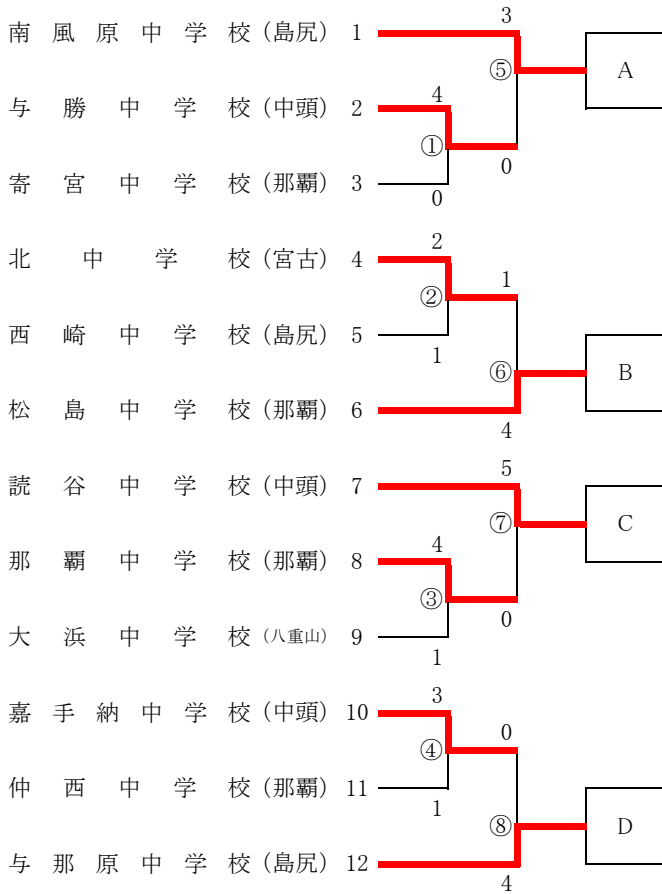 3
南風原中学校(島尻) 1
⑤ A
与勝中学校(中頭) 2 4
①
0
寄宮中学校(那覇) 3
0
北中学校(宮古) 4 2
1
②
西崎中学校(島尻) 5
1
⑥ B
松島中学校(那覇) 6
4
5
読谷中学校(中頭) 7
⑦ C
那覇中学校(那覇) 8 4
③
0
大浜中学校(八重山) 9
1
嘉手納中学校(中頭) 10 3
0
④
仲西中学校(那覇) 11
1
⑧ D
与那原中学校(島尻) 12
4